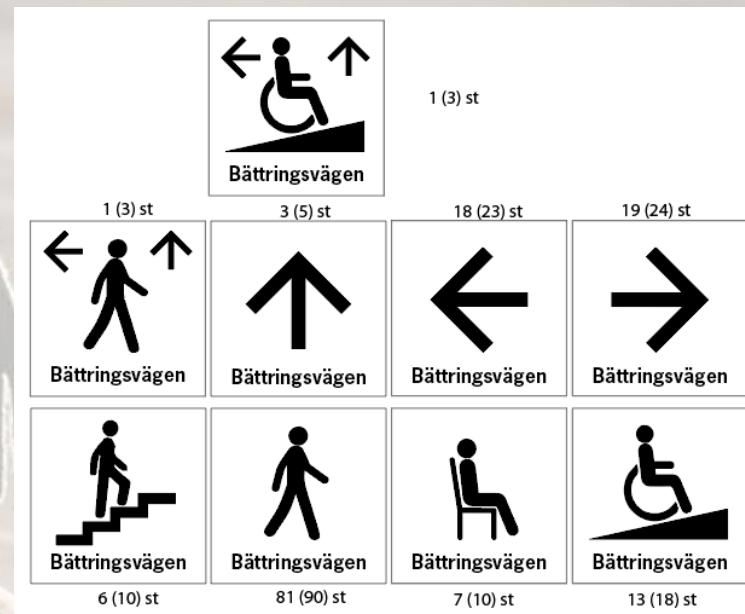 Bättringsvägen
1 (3) st
1 (3) st
3 (5) st
18 (23) st
19 (24) st
Bättringsvägen
Bättringsvägen
Bättringsvägen
Bättringsvägen
Bättringsvägen
Bättringsvägen
Bättringsvägen
Bättringsvägen
6 (10) st
81 (90) st
7 (10) st
13 (18) st